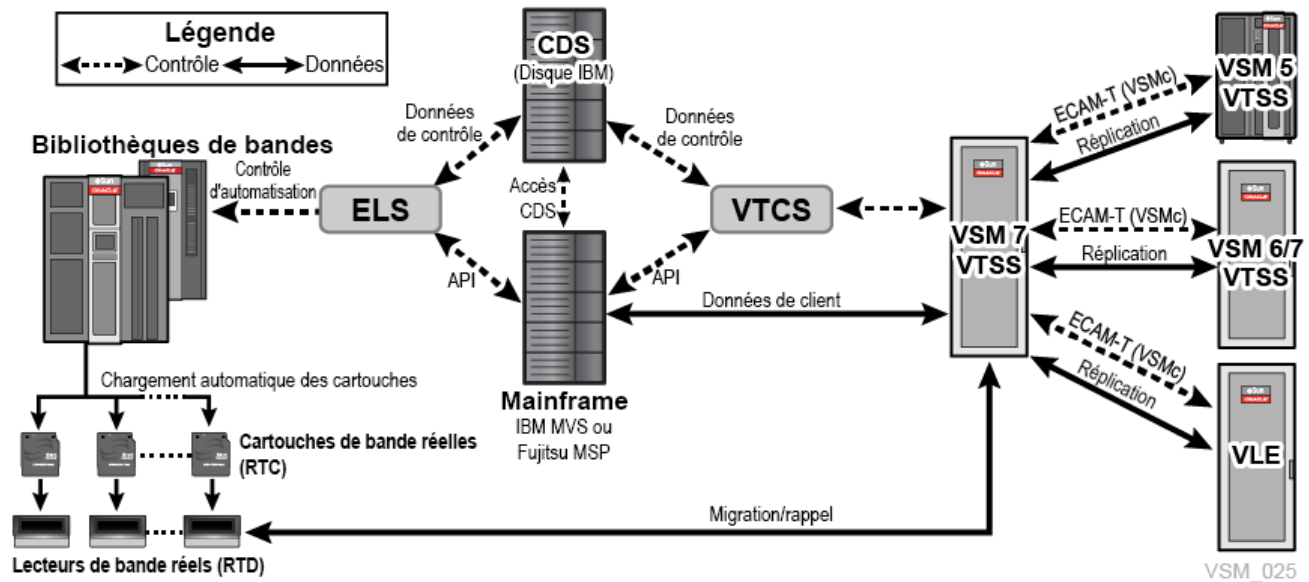 Légende
Contrôle
Données
CDS
(Disque IBM)
Données
de contrôle
Données
de contrôle
Bibliothèques de bandes
Contrôle
d'automatisation
ELS
Accès
CDS
VTCS
API
API
Mainframe
IBM MVS ou
Fujitsu MSP
Données de client
VSM 7
VTSS
ECAM-T (VSMc)
Réplication
VSM 5
VTSS
ECAM-T (VSMc)
Réplication
VSM 6/7
VTSS
ECAM-T (VSMc)
Réplication
VLE
Chargement automatique des cartouches
Cartouches de bande réelles
(RTC)
Migration/rappel
Lecteurs de bande réels (RTD)
VSM_025